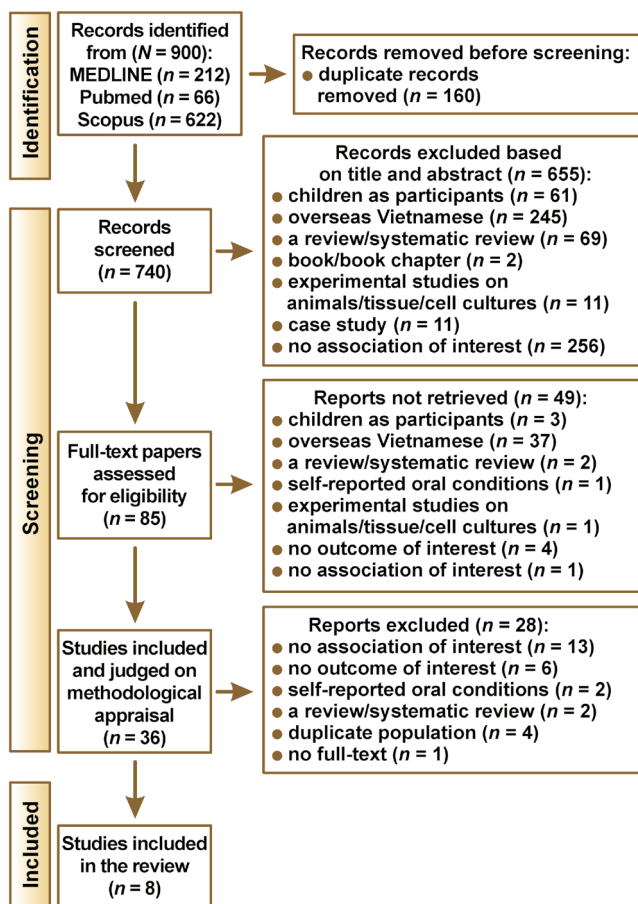 Identification
Records identified
from (N = 900):
MEDLINE (n = 212)
Pubmed (n = 66)
Scopus (n = 622)
Records removed before screening:
● duplicate records
removed (n = 160)
Screening
Records
screened
(n = 740)
Records excluded based
on title and abstract (n = 655):
● children as participants (n = 61)
● overseas Vietnamese (n = 245)
● a review/systematic review (n = 69)
● book/book chapter (n = 2)
● experimental studies on
animals/tissue/cell cultures (n = 11)
● case study (n = 11)
● no association of interest (n = 256)
Full-text papers
assessed
for eligibility
(n = 85)
Reports not retrieved (n = 49):
● children as participants (n = 3)
● overseas Vietnamese (n = 37)
● a review/systematic review (n = 2)
● self-reported oral conditions (n = 1)
● experimental studies on
animals/tissue/cell cultures (n = 1)
● no outcome of interest (n = 4)
● no association of interest (n = 1)
Studies included
and judged on
methodological
appraisal
(n = 36)
Reports excluded (n = 28):
● no association of interest (n = 13)
● no outcome of interest (n = 6)
● self-reported oral conditions (n = 2)
● a review/systematic review (n = 2)
● duplicate population (n = 4)
● no full-text (n = 1)
Included
Studies included
in the review
(n = 8)